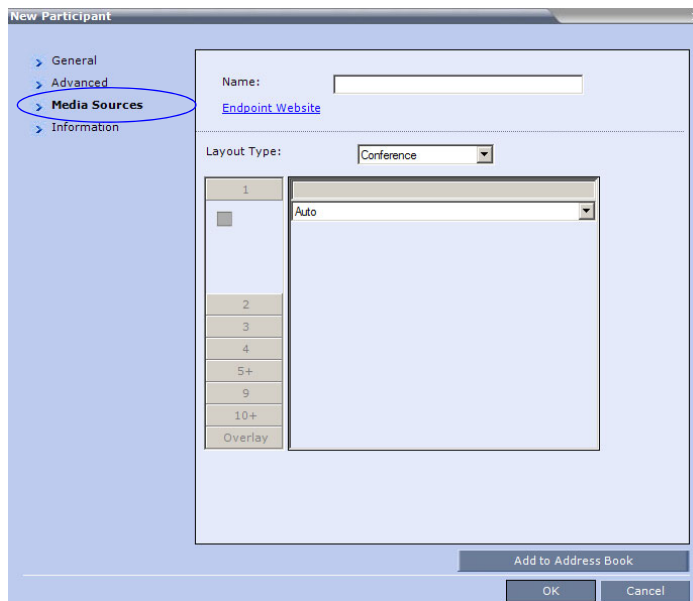 New Participant
General
Advanced
Media Sources
Information
Name:
Endpoint Website
Layout Type:
Conference
1
Auto
2
3
4
5+
9
10+
Overlay
Add to Address Book
OK
Cancel